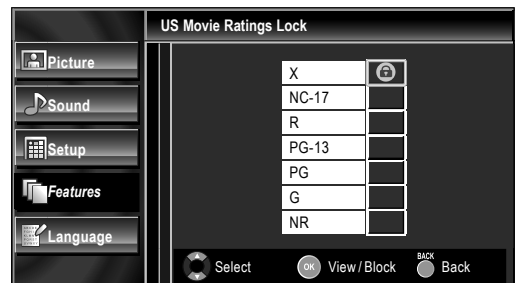 US Movie Ratings Lock
Picture
Sound
Setup
Features
Language
X
NC-17
R
PG-13
PG
G
NR
Select
OK
View / Block
BACK
Back